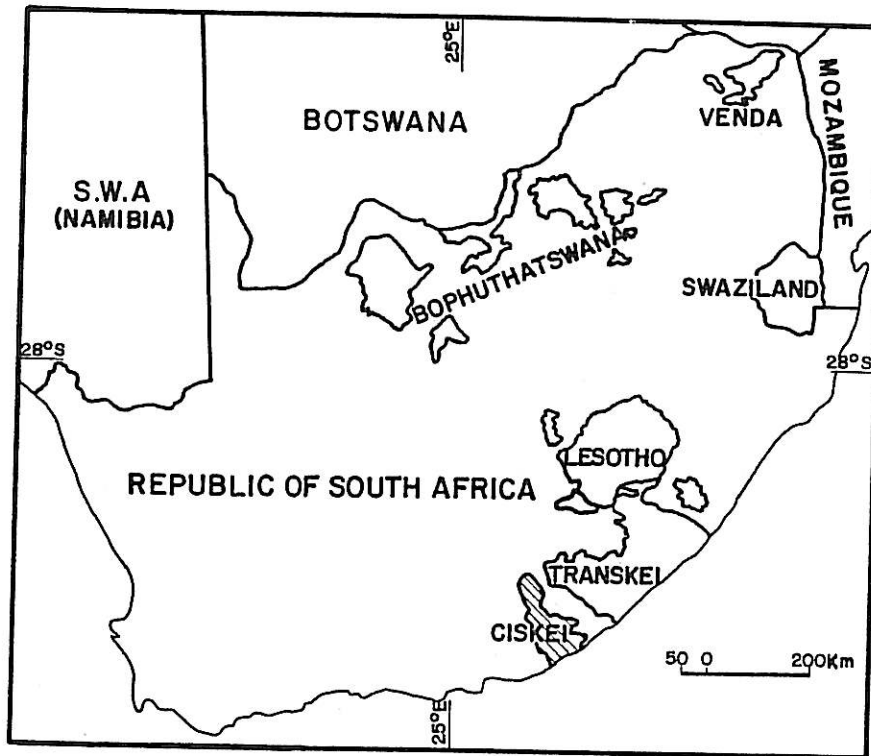 25°E
BOTSWANA
VENDA
MOZAMBIQUE
S.W.A
(NAMIBIA)
BOPHUTHATSWANA
SWAZILAND
28°S
28°S
LESOTHO
REPUBLIC OF SOUTH AFRICA
TRANSKEI
CISKEI
50 0 200Km
25°E